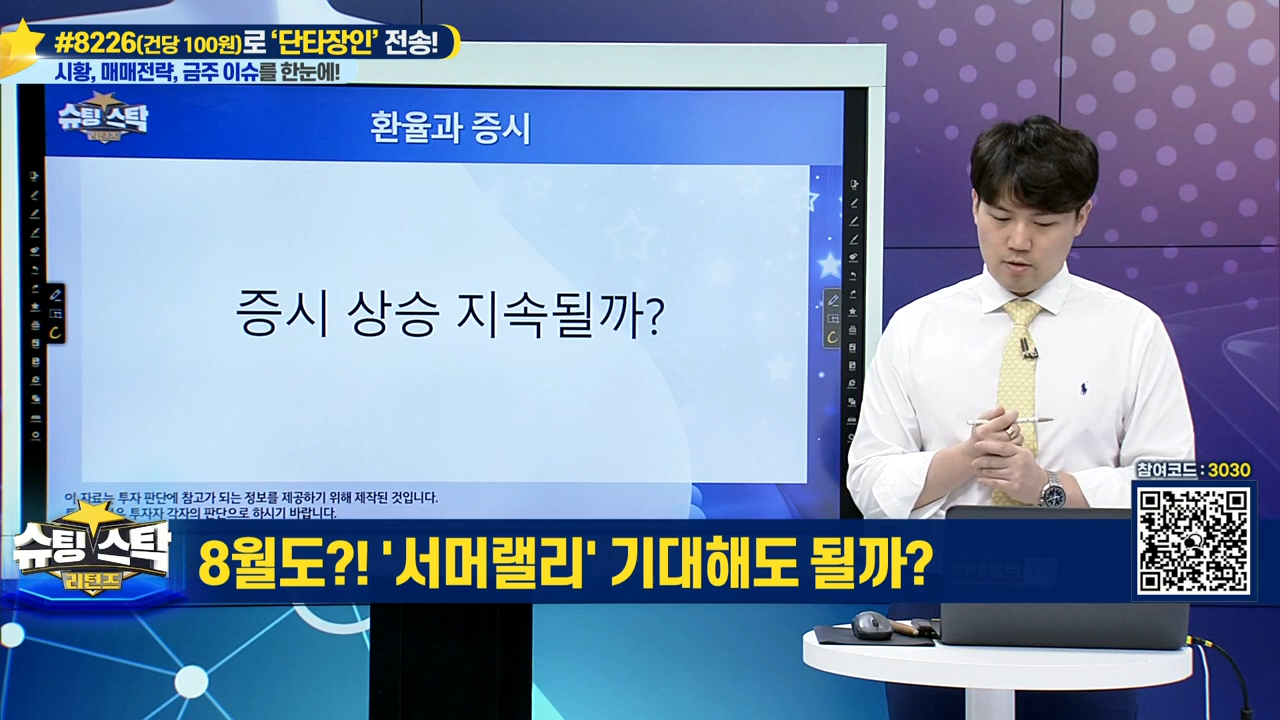 #8226(건당 100원)로 '단타장인' 전송!
시황, 매매전략, 금주 이슈를 한눈에!
슈팅 스탁
리턴즈
환율과 증시
증시 상승 지속될까?
이 자료는 투자 판단에 참고가 되는 정보를 제공하기 위해 제작된 것입니다.
투자자 각자의 판단으로 하시기 바랍니다.
참여코드 : 3030
슈팅 스탁
리턴즈
8월도?! '서머랠리' 기대해도 될까?